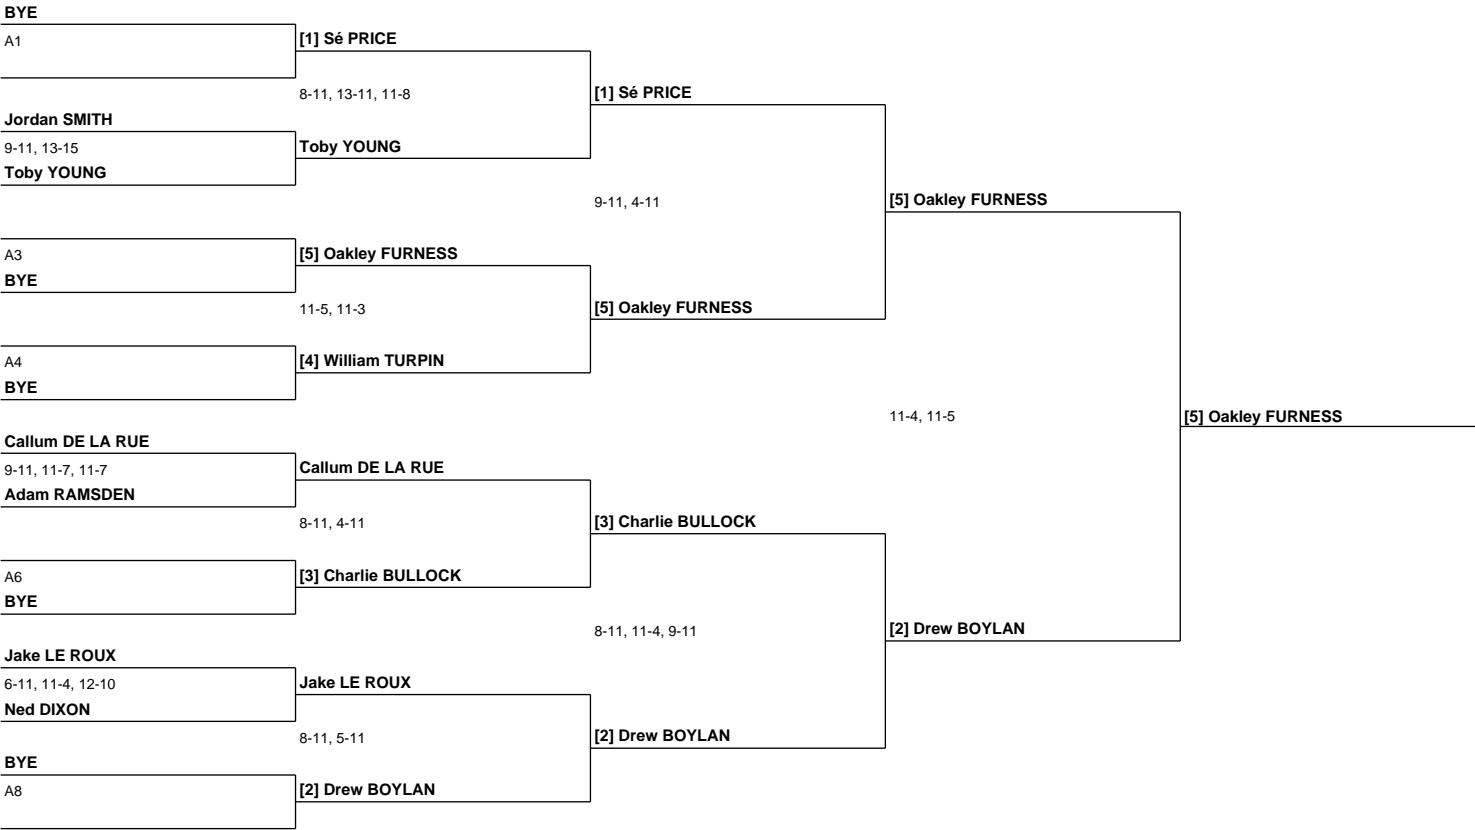 BYE
A1
[1] Sé PRICE
8-11, 13-11, 11-8
[1] Sé PRICE
Jordan SMITH
9-11, 13-15
Toby YOUNG
Toby YOUNG
9-11, 4-11
[5] Oakley FURNESS
A3
BYE
[5] Oakley FURNESS
11-5, 11-3
[5] Oakley FURNESS
A4
BYE
[4] William TURPIN
11-4, 11-5
[5] Oakley FURNESS
Callum DE LA RUE
9-11, 11-7, 11-7
Adam RAMSDEN
Callum DE LA RUE
8-11, 4-11
[3] Charlie BULLOCK
A6
BYE
[3] Charlie BULLOCK
8-11, 11-4, 9-11
[2] Drew BOYLAN
Jake LE ROUX
6-11, 11-4, 12-10
Ned DIXON
Jake LE ROUX
8-11, 5-11
[2] Drew BOYLAN
BYE
A8
[2] Drew BOYLAN